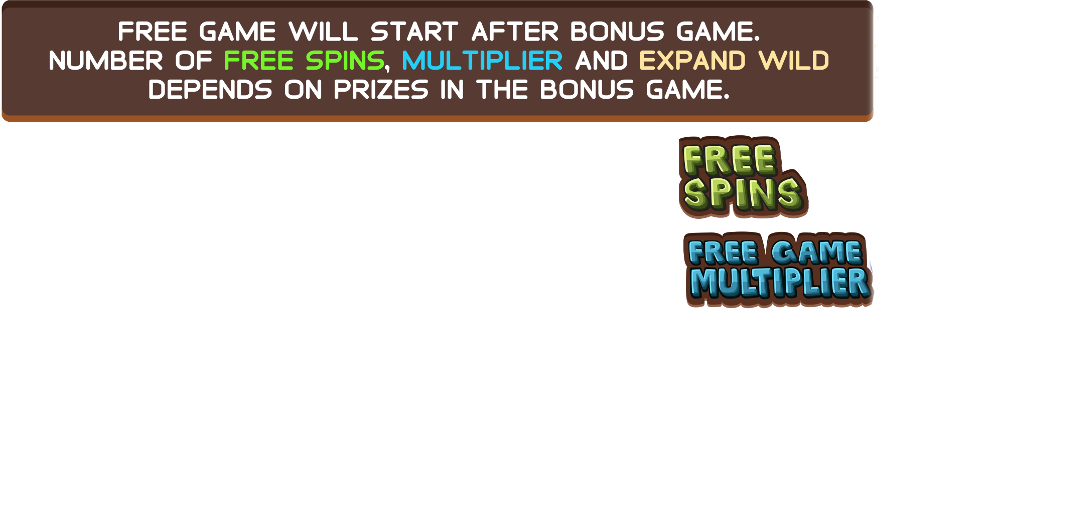 FREE GAME WILL START AFTER BONUS GAME.
NUMBER OF FREE SPINS, MULTIPLIER AND EXPAND WILD
DEPENDS ON PRIZES IN THE BONUS GAME.
FREE
SPINS
FREE GAME
MULTIPLIER